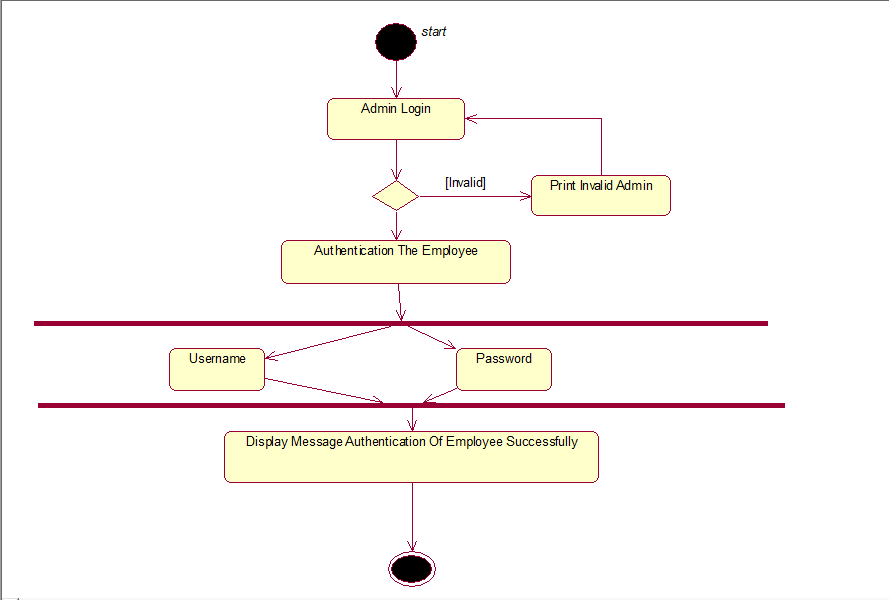 start
Admin Login
[Invalid]
Print Invalid Admin
Authentication The Employee
Username
Password
Display Message Authentication Of Employee Successfully